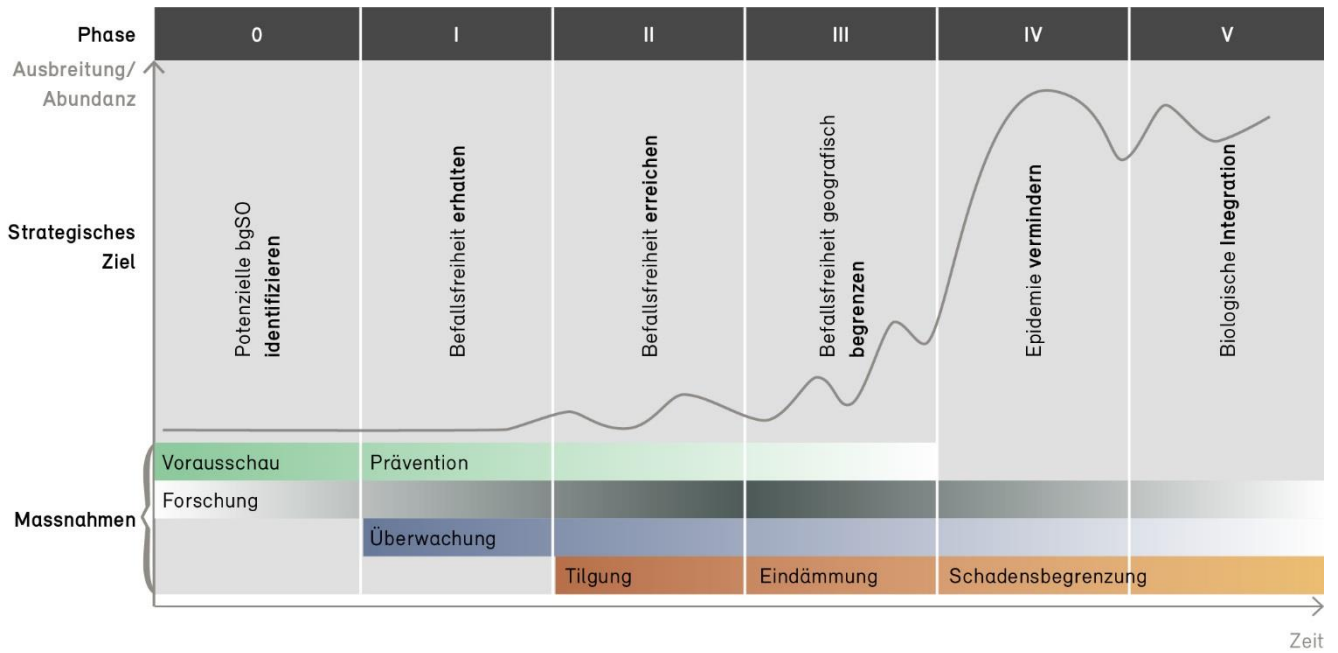 Phase
0
I
II
III
IV
V
Ausbreitung/
Abundanz
Strategisches
Ziel
Potenzielle bgSO
identifizieren
Befallsfreiheit erhalten
Befallsfreiheit erreichen
Befallsfreiheit geografisch
begrenzen
Epidemie vermindern
Biologische Integration
Massnahmen
Vorausschau
Prävention
Forschung
Überwachung
Tilgung
Eindämmung
Schadensbegrenzung
Zeit